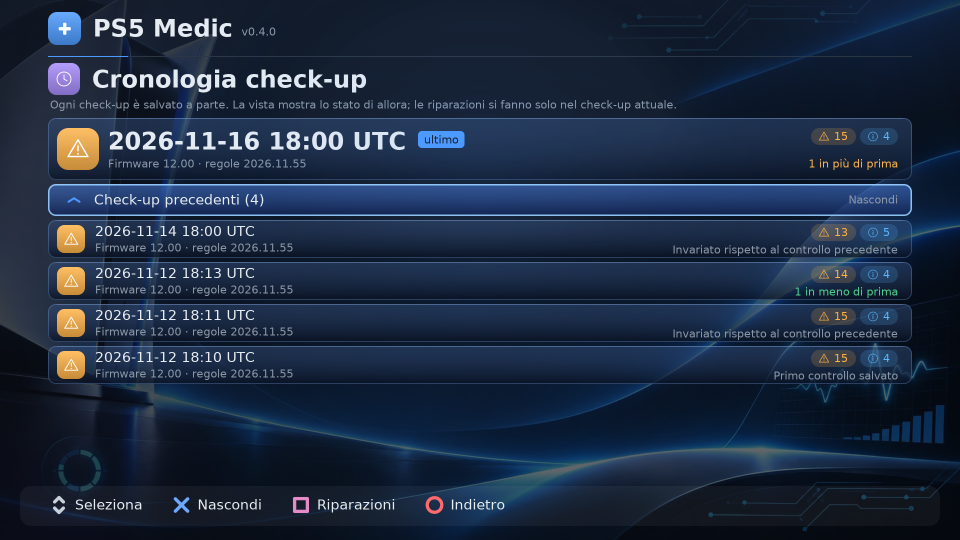 PS5 Medic v0.4.0
Cronologia check-up
Ogni check-up è salvato a parte. La vista mostra lo stato di allora; le riparazioni si fanno solo nel check-up attuale.
2026-11-16 18:00 UTC ultimo 15 4
Firmware 12.00 · regole 2026.11.55 1 in più di prima
Check-up precedenti (4) Nascondi
2026-11-14 18:00 UTC 13 5
Firmware 12.00 · regole 2026.11.55 Invariato rispetto al controllo precedente
2026-11-12 18:13 UTC 14 4
Firmware 12.00 · regole 2026.11.55 1 in meno di prima
2026-11-12 18:11 UTC 15 4
Firmware 12.00 · regole 2026.11.55 Invariato rispetto al controllo precedente
2026-11-12 18:10 UTC 15 4
Firmware 12.00 · regole 2026.11.55 Primo controllo salvato
Seleziona Nascondi Riparazioni Indietro